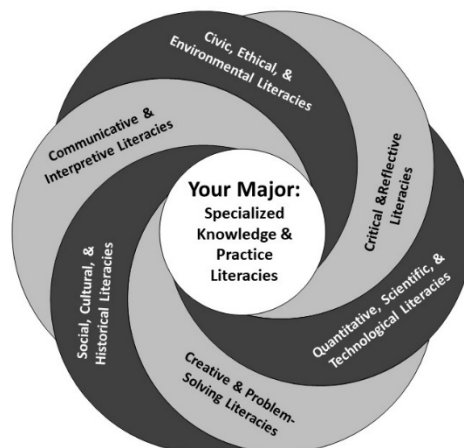 Civic, Ethical, &
Environmental Literacies
Communicative &
Interpretive Literacies
Your Major:
Specialized
Knowledge &
Practice
Literacies
Critical &Reflective
Literacies
Quantitative, Scientific, &
Technological Literacies
Social, Cultural, &
Historical Literacies
Creative & Problem-
Solving Literacies